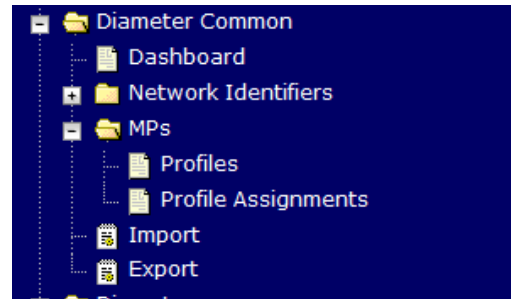 Diameter Common
Dashboard
Network Identifiers
MPs
Profiles
Profile Assignments
Import
Export